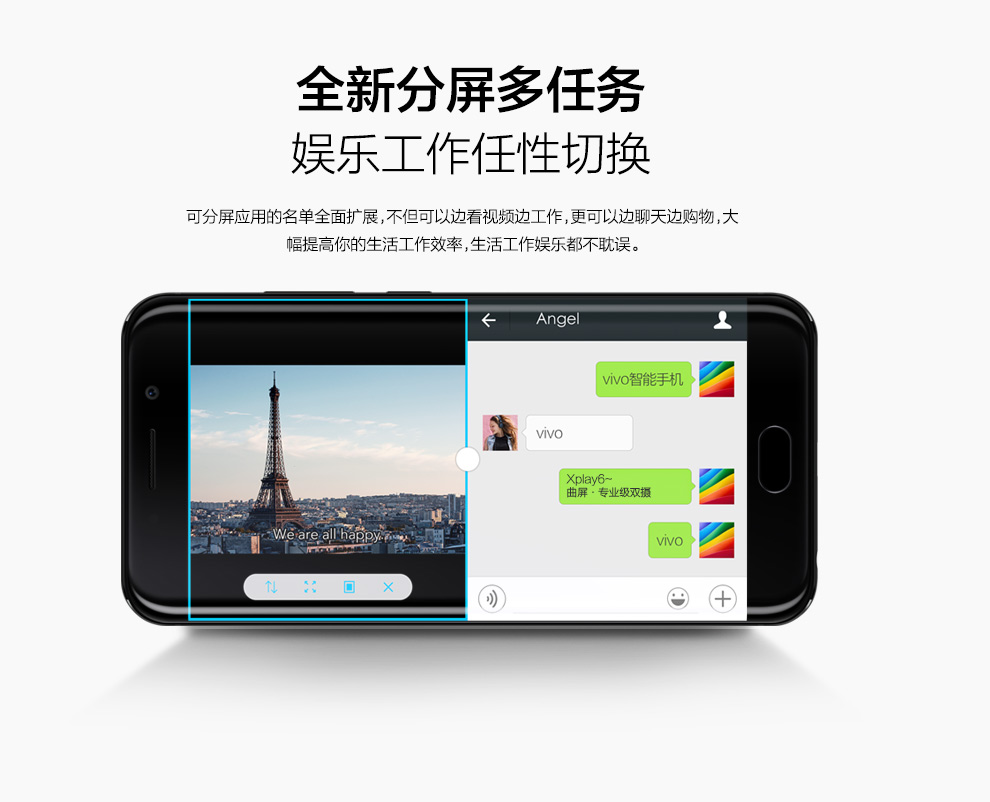 全新分屏多任务
娱乐工作任性切换
可分屏应用的名单全面扩展,不但可以边看视频边工作,更可以边聊天边购物,大
幅提高你的生活工作效率,生活工作娱乐都不耽误。
Angel
vivo智能手机
vivo
Xplay6~
曲屏·专业级双摄
We are all happy.
vivo